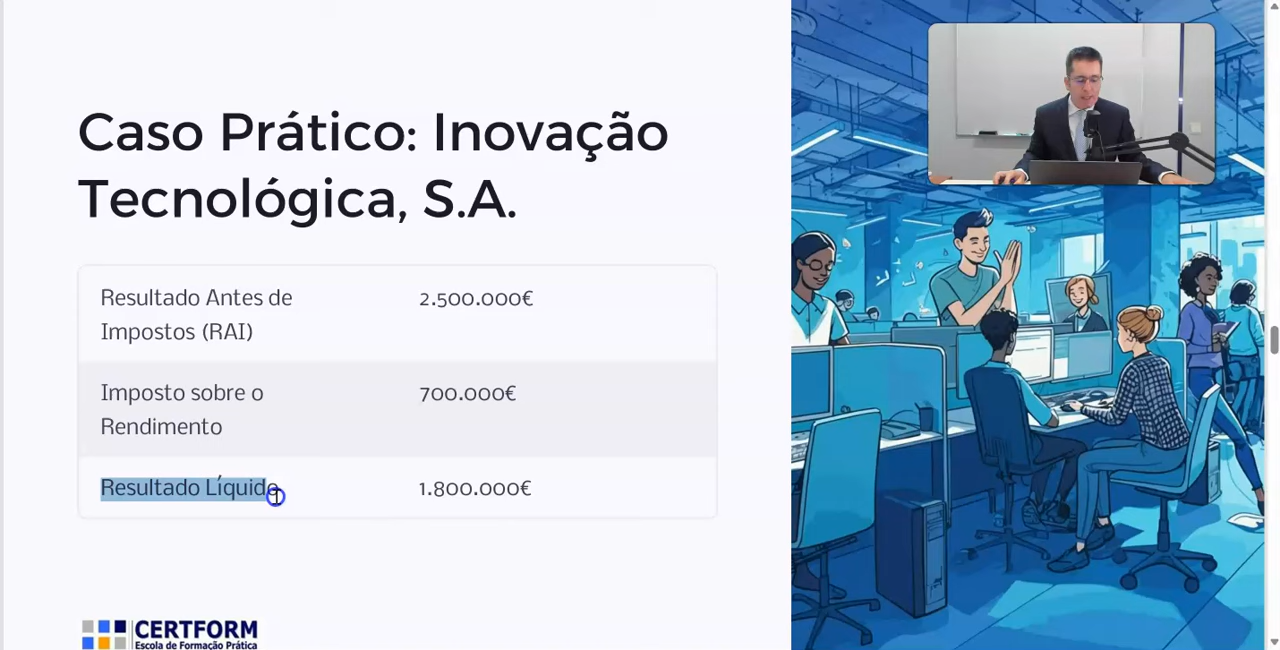 Caso Prático: Inovação
Tecnológica, S.A.
Resultado Antes de
Impostos (RAI)
2.500.000€
Imposto sobre o
Rendimento
700.000€
Resultado Líquido
1.800.000€
CERTFORM
Escola de Formação Prática